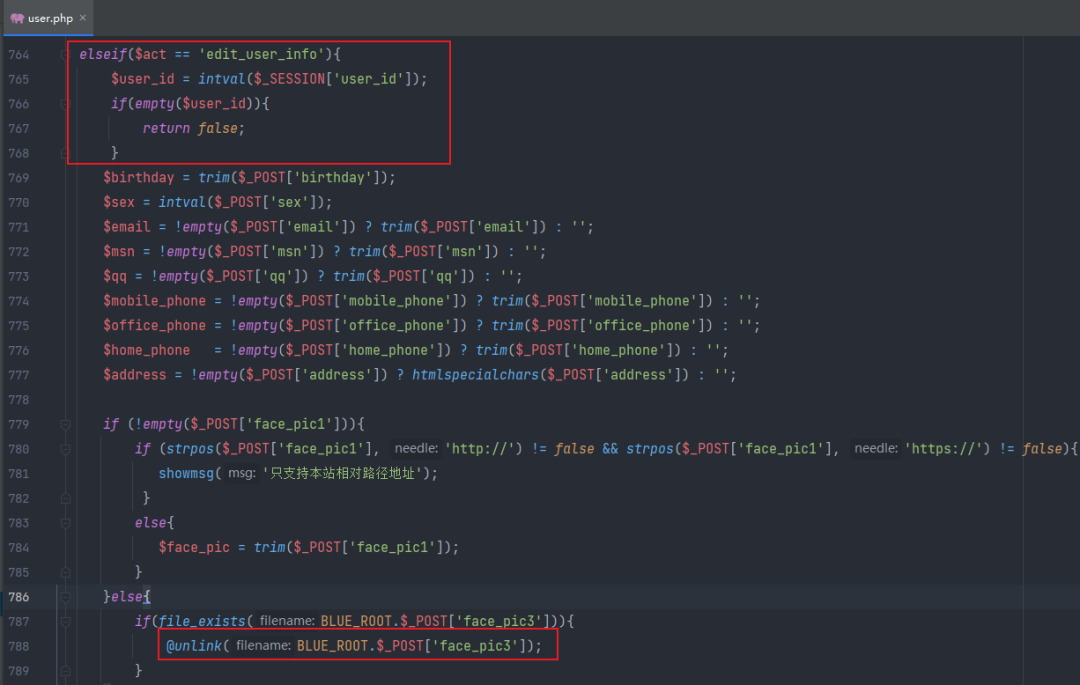 user.php ×
764 elseif($act == 'edit_user_info'){
765 $user_id = intval($_SESSION['user_id']);
766 if(empty($user_id)){
767 return false;
768 }
769 $birthday = trim($_POST['birthday']);
770 $sex = intval($_POST['sex']);
771 $email = !empty($_POST['email']) ? trim($_POST['email']) : '';
772 $msn = !empty($_POST['msn']) ? trim($_POST['msn']) : '';
773 $qq = !empty($_POST['qq']) ? trim($_POST['qq']) : '';
774 $mobile_phone = !empty($_POST['mobile_phone']) ? trim($_POST['mobile_phone']) : '';
775 $office_phone = !empty($_POST['office_phone']) ? trim($_POST['office_phone']) : '';
776 $home_phone   = !empty($_POST['home_phone']) ? trim($_POST['home_phone']) : '';
777 $address = !empty($_POST['address']) ? htmlspecialchars($_POST['address']) : '';
778
779 if (!empty($_POST['face_pic1'])){
780 if (strpos($_POST['face_pic1'], needle: 'http://') != false && strpos($_POST['face_pic1'], needle: 'https://') != false){
781 showmsg( msg: '只支持本站相对路径地址');
782 }
783 else{
784 $face_pic = trim($_POST['face_pic1']);
785 }
786 }else{
787 if(file_exists( filename: BLUE_ROOT.$_POST['face_pic3'])){
788 @unlink( filename: BLUE_ROOT.$_POST['face_pic3']);
789 }